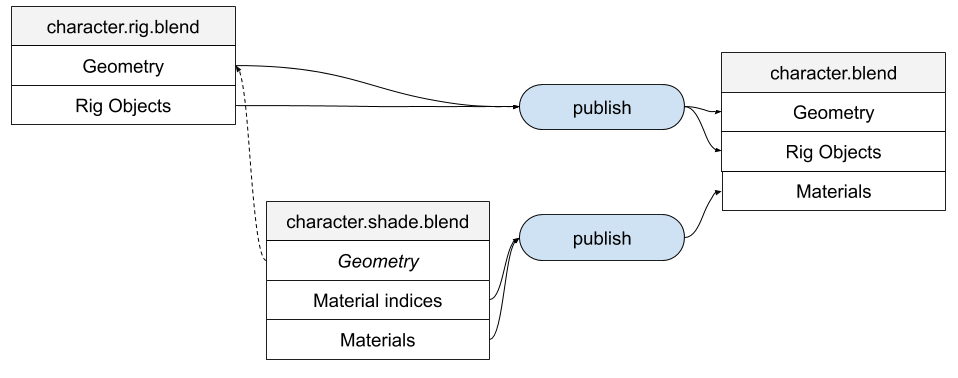 character.rig.blend
Geometry
Rig Objects
publish
character.blend
Geometry
Rig Objects
Materials
character.shade.blend
Geometry
Material indices
Materials
publish